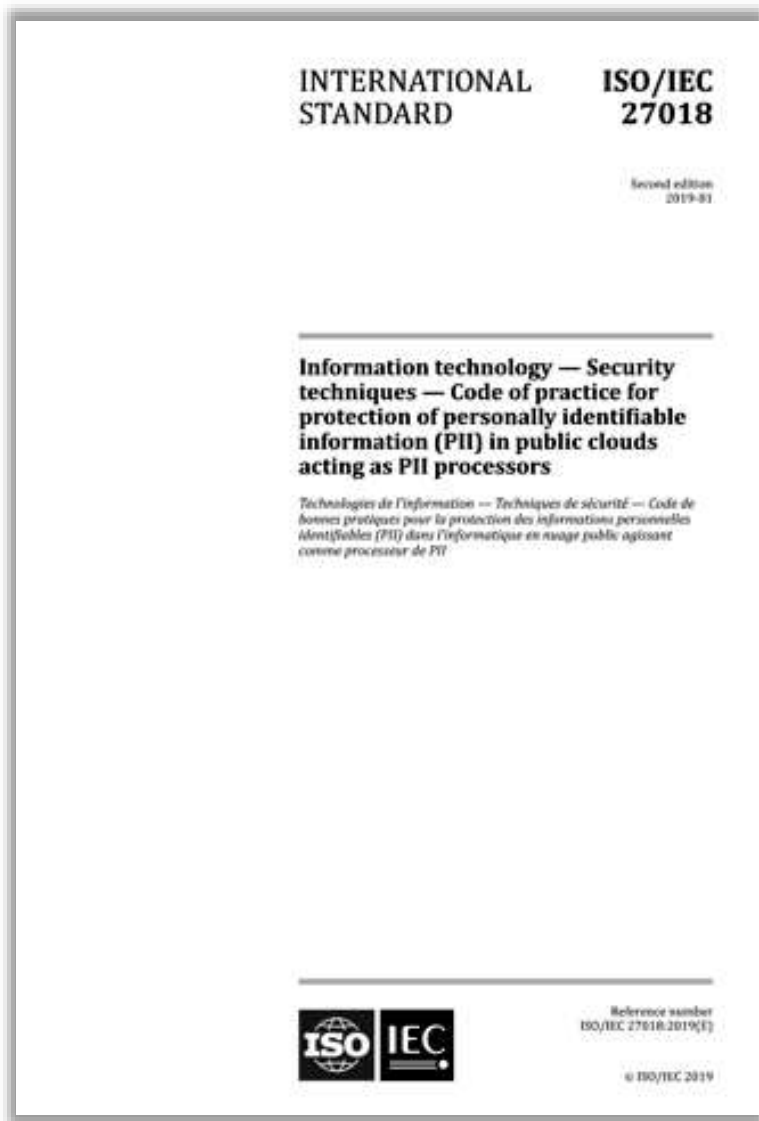 INTERNATIONAL
STANDARD
ISO/IEC
27018
Second edition
2019-01
Information technology — Security
techniques — Code of practice for
protection of personally identifiable
information (PII) in public clouds
acting as PII processors
Technologies de l'information — Techniques de sécurité — Code de
bonnes pratiques pour la protection des informations personnelles
identifiables (PII) dans l'informatique en nuage public agissant
comme processeur de PII
ISO
IEC
Reference number
ISO/IEC 27018:2019(E)
© ISO/IEC 2019